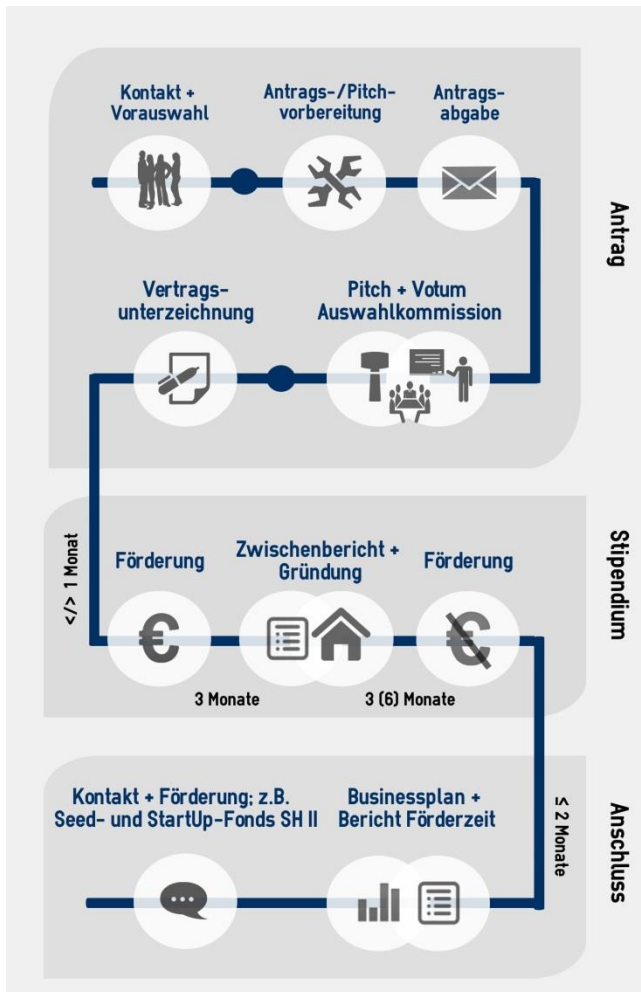 Kontakt +
Vorauswahl
Antrags-/Pitch-
vorbereitung
Antrags-
abgabe
Antrag
Vertrags-
unterzeichnung
Pitch + Votum
Auswahlkommission
</> 1 Monat
Stipendium
Förderung
Zwischenbericht +
Gründung
Förderung
€
€
3 Monate
3 (6) Monate
≤ 2 Monate
Anschluss
Kontakt + Förderung; z.B.
Seed- und StartUp-Fonds SH II
Businessplan +
Bericht Förderzeit